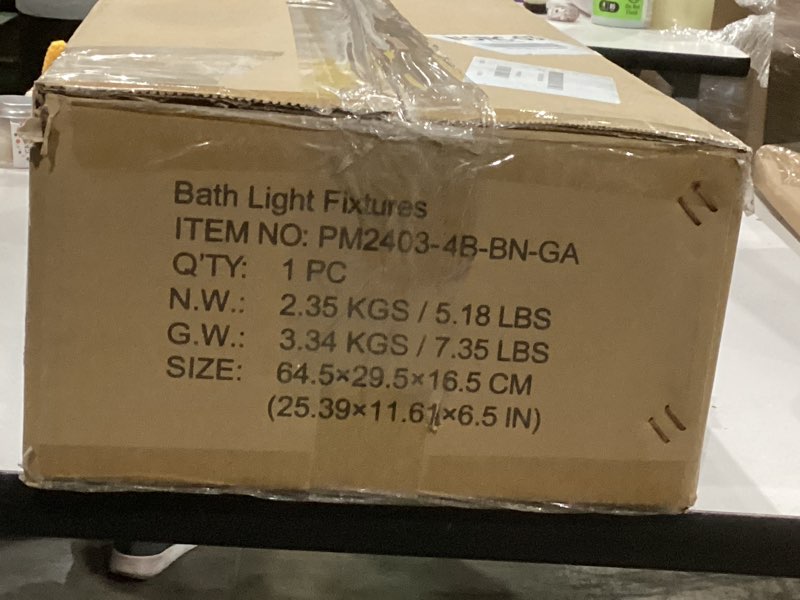 Bath Light Fixtures
ITEM NO: PM2403-4B-BN-GA
Q'TY: 1 PC
N.W.: 2.35 KGS / 5.18 LBS
G.W.: 3.34 KGS / 7.35 LBS
SIZE: 64.5×29.5×16.5 CM
(25.39×11.61×6.5 IN)